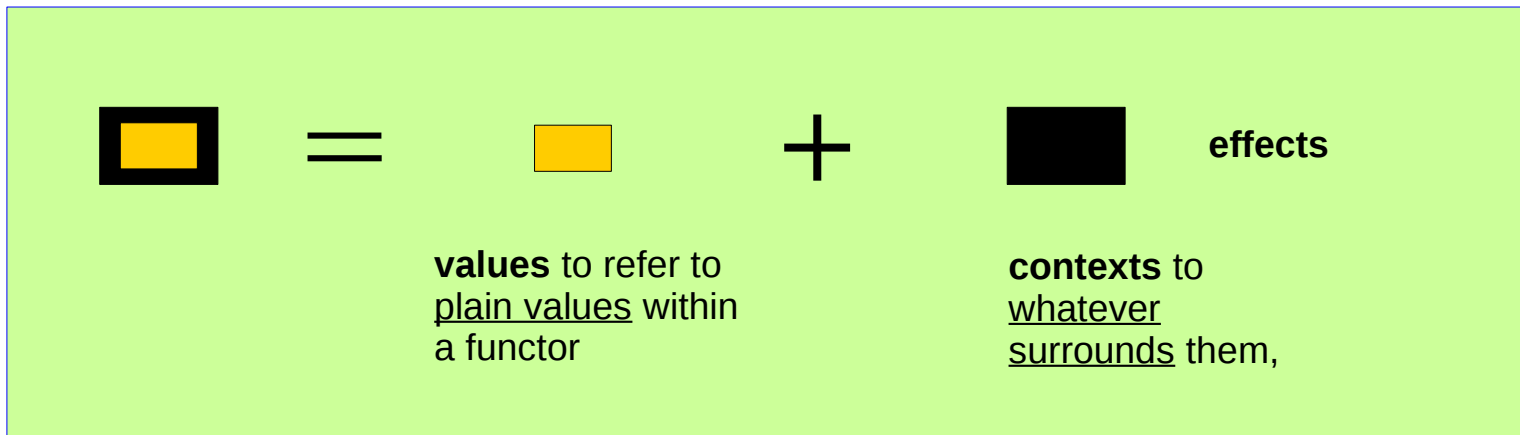 effects
values to refer to
plain values within
a functor
contexts to
whatever
surrounds them,